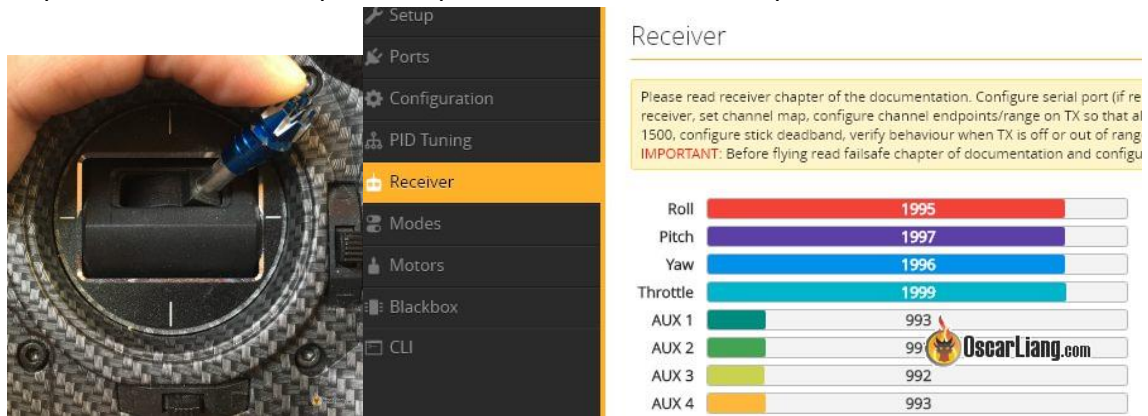 Setup
Ports
Configuration
PID Tuning
Receiver
Modes
Motors
Blackbox
CLI
Receiver
Please read receiver chapter of the documentation. Configure serial port (if re
receiver, set channel map, configure channel endpoints/range on TX so that al
1500, configure stick deadband, verify behaviour when TX is off or out of rang
IMPORTANT: Before flying read failsafe chapter of documentation and configu
Roll 1995
Pitch 1997
Yaw 1996
Throttle 1999
AUX 1 993
AUX 2 99
AUX 3 992
AUX 4 993
OscarLiang.com